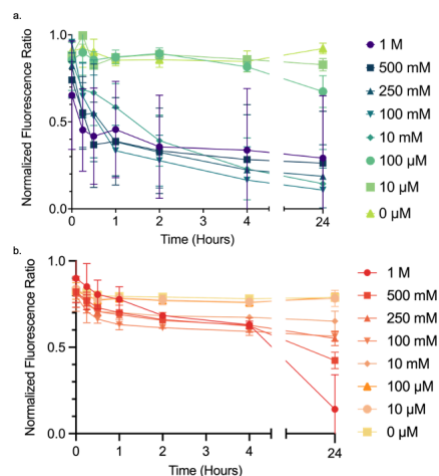 a.
Normalized Fluorescence Ratio
1.0
0.5
0.0
0 1 2 3 4 24
Time (Hours)
1 M
500 mM
250 mM
100 mM
10 mM
100 µM
10 µM
0 µM
b.
Normalized Fluorescence Ratio
1.0
0.5
0.0
0 1 2 3 4 24
Time (Hours)
1 M
500 mM
250 mM
100 mM
10 mM
100 µM
10 µM
0 µM